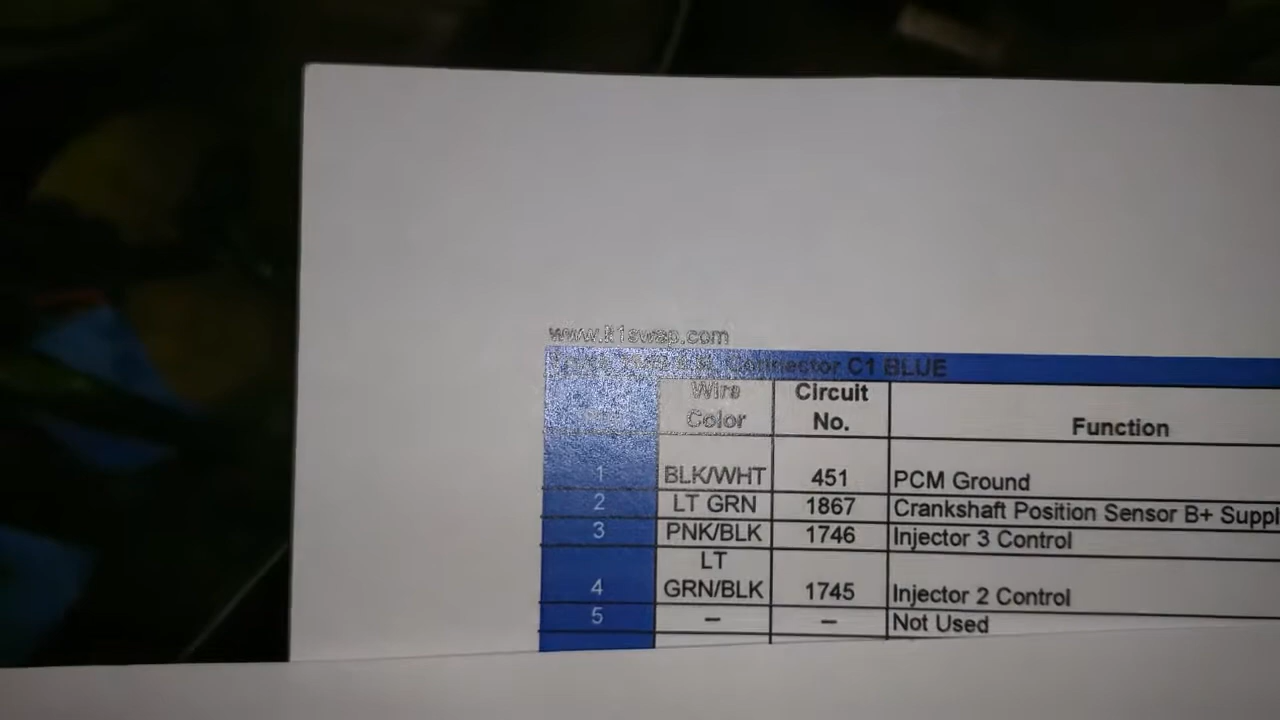 www.lt1swap.com
Connector C1 BLUE
Wire Color
Circuit No.
Function
1 BLK/WHT 451 PCM Ground
2 LT GRN 1867 Crankshaft Position Sensor B+ Suppl
3 PNK/BLK 1746 Injector 3 Control
4 LT GRN/BLK 1745 Injector 2 Control
5 – – Not Used